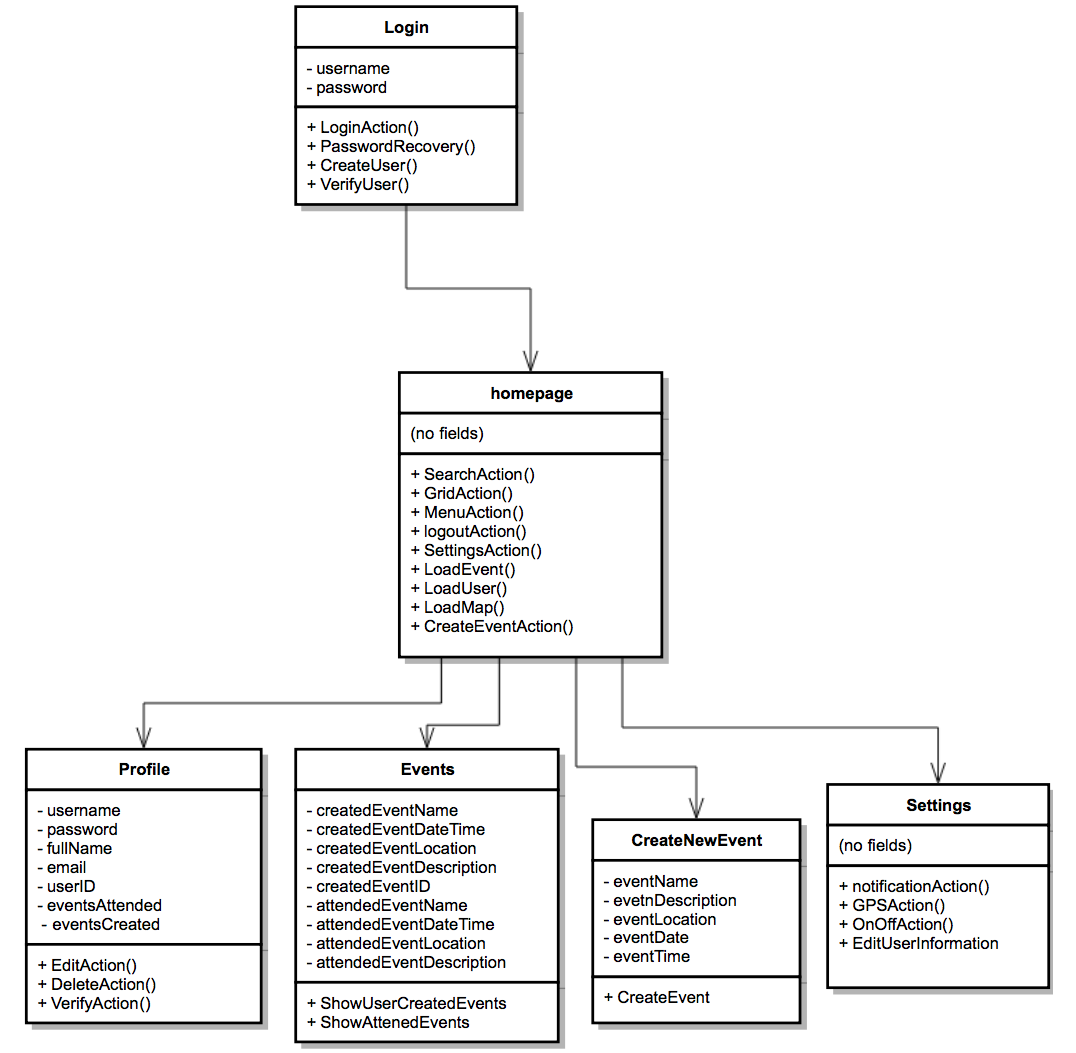 Login
- username
- password
+ LoginAction()
+ PasswordRecovery()
+ CreateUser()
+ VerifyUser()
homepage
(no fields)
+ SearchAction()
+ GridAction()
+ MenuAction()
+ logoutAction()
+ SettingsAction()
+ LoadEvent()
+ LoadUser()
+ LoadMap()
+ CreateEventAction()
Profile
- username
- password
- fullName
- email
- userID
- eventsAttended
- eventsCreated
+ EditAction()
+ DeleteAction()
+ VerifyAction()
Events
- createdEventName
- createdEventDateTime
- createdEventLocation
- createdEventDescription
- createdEventID
- attendedEventName
- attendedEventDateTime
- attendedEventLocation
- attendedEventDescription
+ ShowUserCreatedEvents
+ ShowAttenedEvents
CreateNewEvent
- eventName
- evetnDescription
- eventLocation
- eventDate
- eventTime
+ CreateEvent
Settings
(no fields)
+ notificationAction()
+ GPSAction()
+ OnOffAction()
+ EditUserInformation